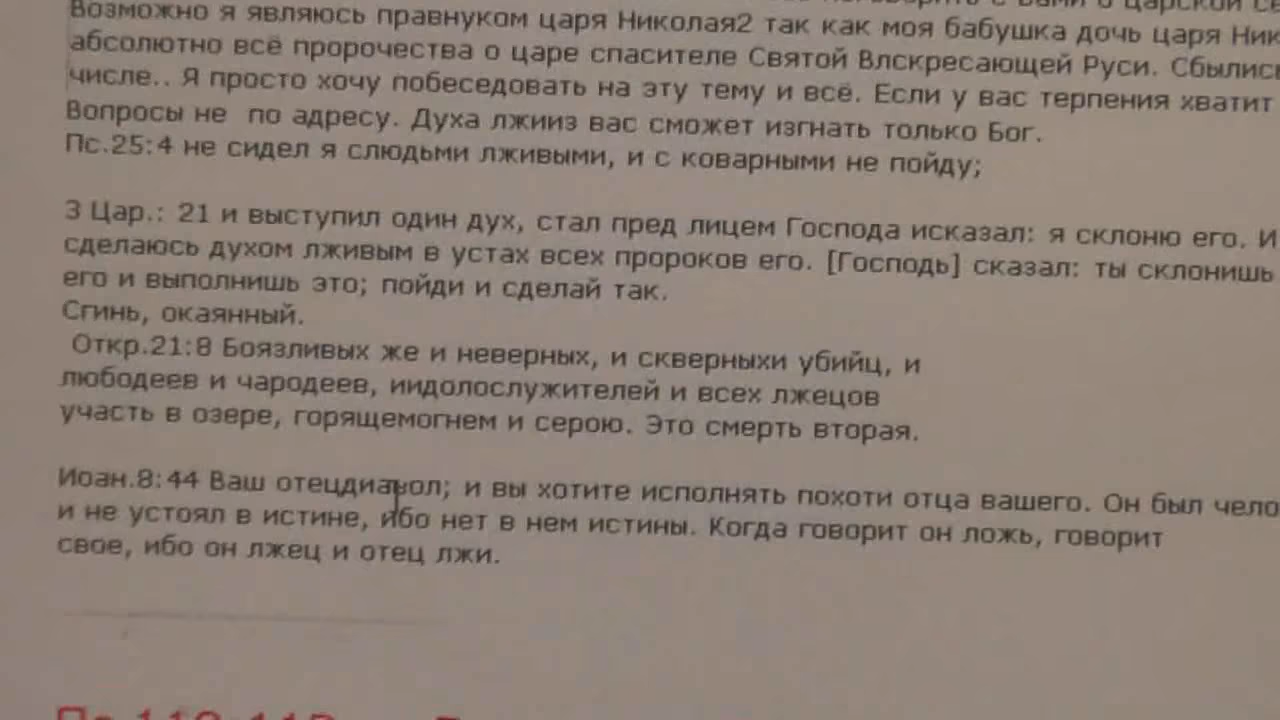 Возможно я являюсь правнуком царя Николая2 так как моя бабушка дочь царя Ник
абсолютно всё пророчества о царе спасителе Святой Влскресающей Руси. Сбылись
числе.. Я просто хочу побеседовать на эту тему и всё. Если у вас терпения хватит
Вопросы не по адресу. Духа лжииз вас сможет изгнать только Бог.
Пс.25:4 не сидел я слюдьми лживыми, и с коварными не пойду;
3 Цар.: 21 и выступил один дух, стал пред лицем Господа исказал: я склоню его. И
сделаюсь духом лживым в устах всех пророков его. [Господь] сказал: ты склонишь
его и выполнишь это; пойди и сделай так.
Сгинь, окаянный.
Откр.21:8 Боязливых же и неверных, и скверныхи убийц, и
любодеев и чародеев, иидолослужителей и всех лжецов
участь в озере, горящемогнем и серою. Это смерть вторая.
Иоан.8:44 Ваш отецдиавол; и вы хотите исполнять похоти отца вашего. Он был чело
и не устоял в истине, ибо нет в нем истины. Когда говорит он ложь, говорит
свое, ибо он лжец и отец лжи.